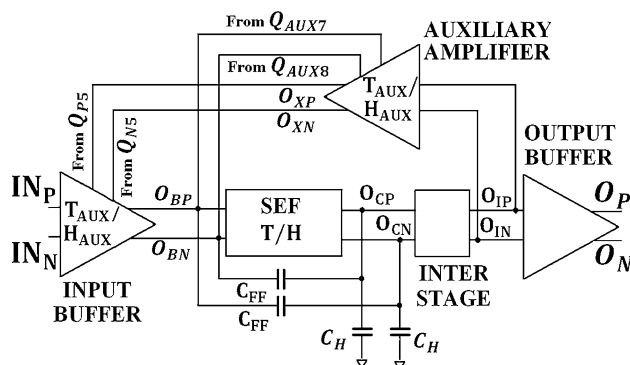 From Q_AUX7
AUXILIARY
AMPLIFIER
From Q_AUX8
T_AUX/
H_AUX
O_XP
O_XN
From Q_P5
From Q_N5
OUTPUT
BUFFER
IN_P
IN_N
T_AUX/
H_AUX
O_BP
O_BN
SEF
T/H
O_CP
O_CN
O_IP
O_IN
O_P
O_N
INPUT
BUFFER
C_FF
C_FF
INTER
STAGE
C_H
C_H